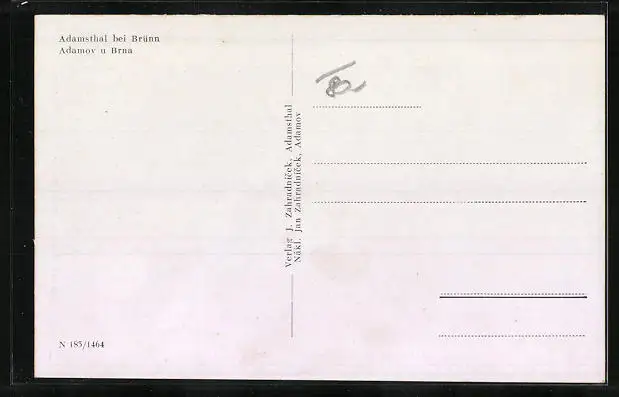 Adamsthal bei Brünn
Adamov u Brna
Verlag J. Zahradníček, Adamsthal
Nákl. Jan Zahradníček, Adamov
N 185/1464